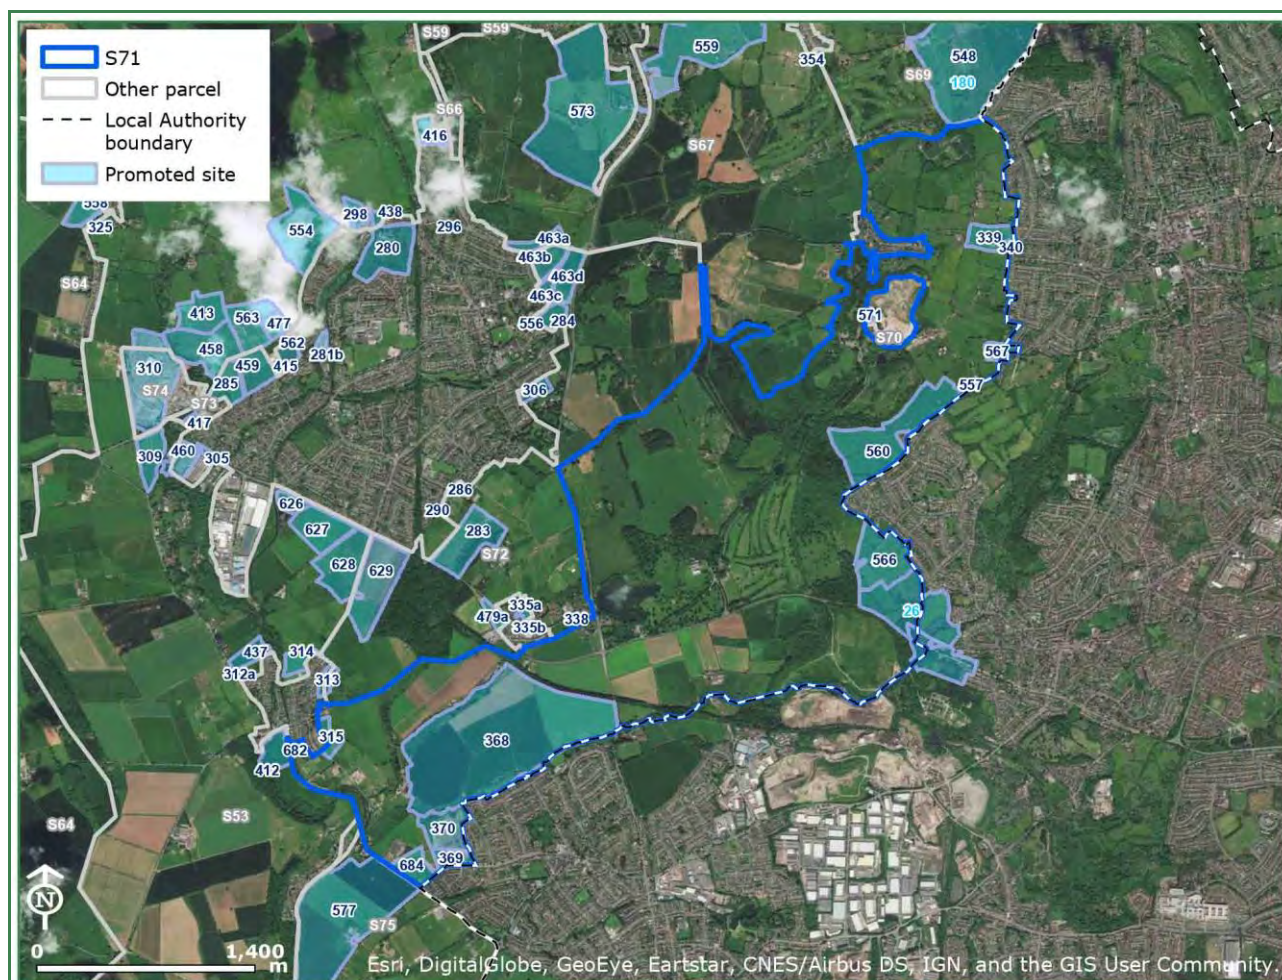 S71
Other parcel
Local Authority
boundary
Promoted site
S59
S59
559
354
548
S69
180
573
S66
416
S67
558
325
298
438
554
280
296
463a
463b
463d
463c
339
340
S64
413
563
477
556
284
571
S70
562
458
281b
567
310
459
415
285
S74
S73
306
557
417
309
460
305
560
286
626
290
627
283
S72
628
629
566
335a
479a
338
335b
26
437
314
312a
313
315
682
368
412
S64
S53
370
369
684
577
S75
N
0
1,400
m
Esri, DigitalGlobe, GeoEye, Eartstar, CNES/Airbus DS, IGN, and the GIS User Community